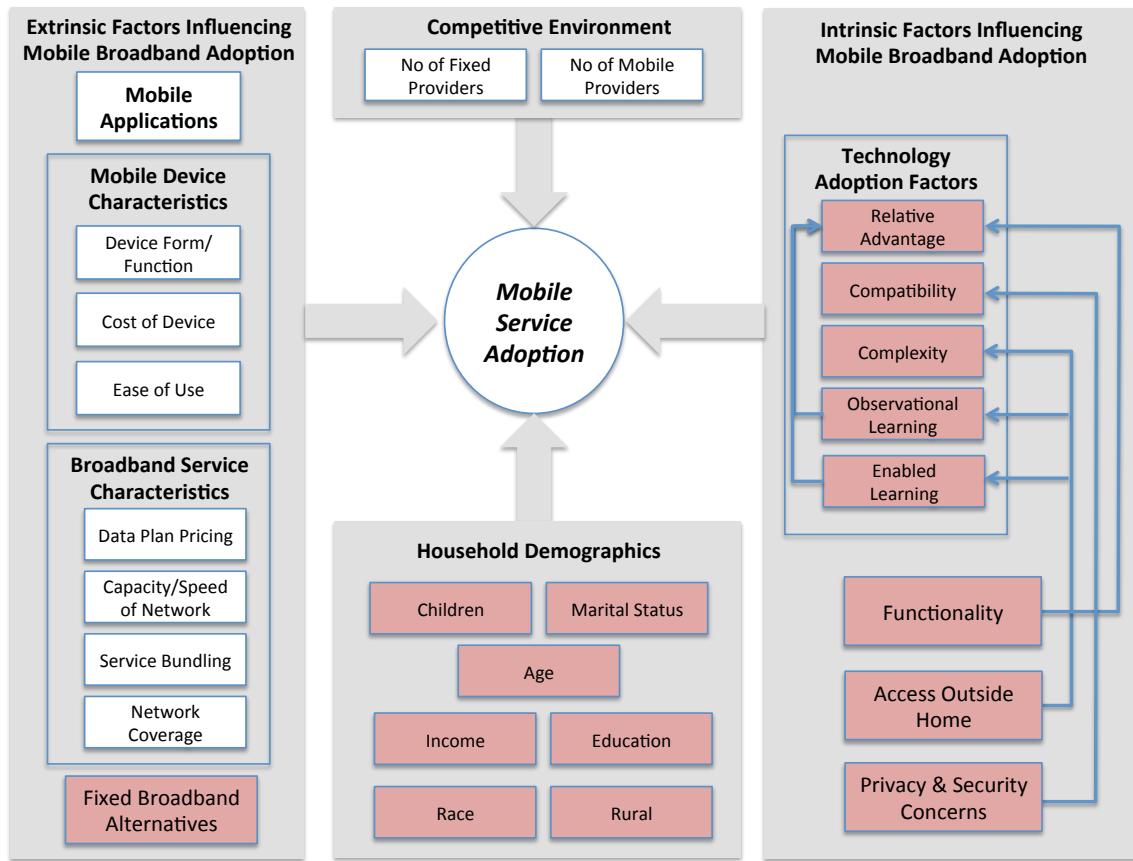 Extrinsic Factors Influencing
Mobile Broadband Adoption
Mobile
Applications
Mobile Device
Characteristics
Device Form/
Function
Cost of Device
Ease of Use
Broadband Service
Characteristics
Data Plan Pricing
Capacity/Speed
of Network
Service Bundling
Network
Coverage
Fixed Broadband
Alternatives
Competitive Environment
No of Fixed
Providers
No of Mobile
Providers
Mobile
Service
Adoption
Household Demographics
Children
Marital Status
Age
Income
Education
Race
Rural
Intrinsic Factors Influencing
Mobile Broadband Adoption
Technology
Adoption Factors
Relative
Advantage
Compatibility
Complexity
Observational
Learning
Enabled
Learning
Functionality
Access Outside
Home
Privacy & Security
Concerns